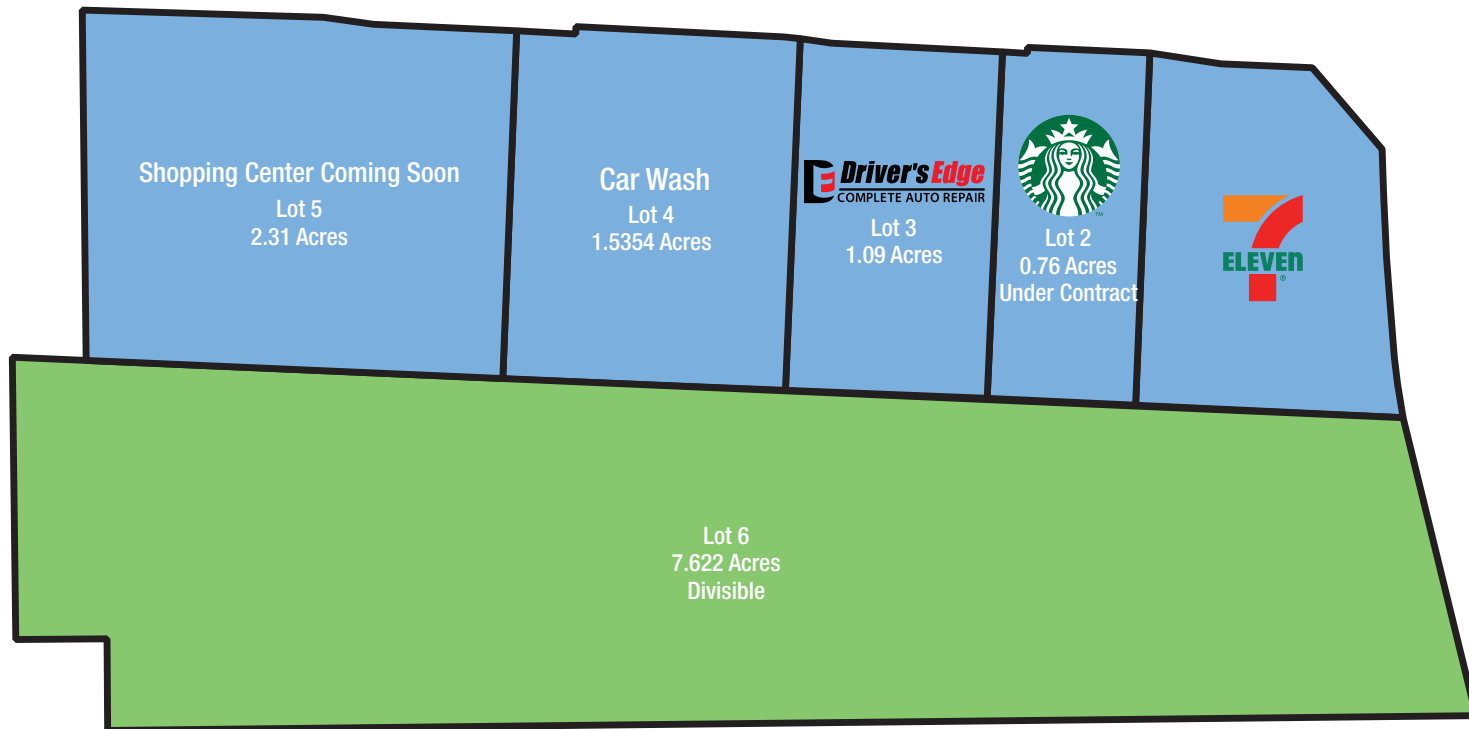 Shopping Center Coming Soon
Lot 5
2.31 Acres
Car Wash
Lot 4
1.5354 Acres
Driver's Edge
COMPLETE AUTO REPAIR
Lot 3
1.09 Acres
TM
Lot 2
0.76 Acres
Under Contract
7
ELEVEn
®
Lot 6
7.622 Acres
Divisible